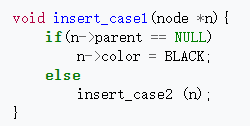 void insert_case1(node *n){
    if(n->parent == NULL)
        n->color = BLACK;
    else
        insert_case2 (n);
}